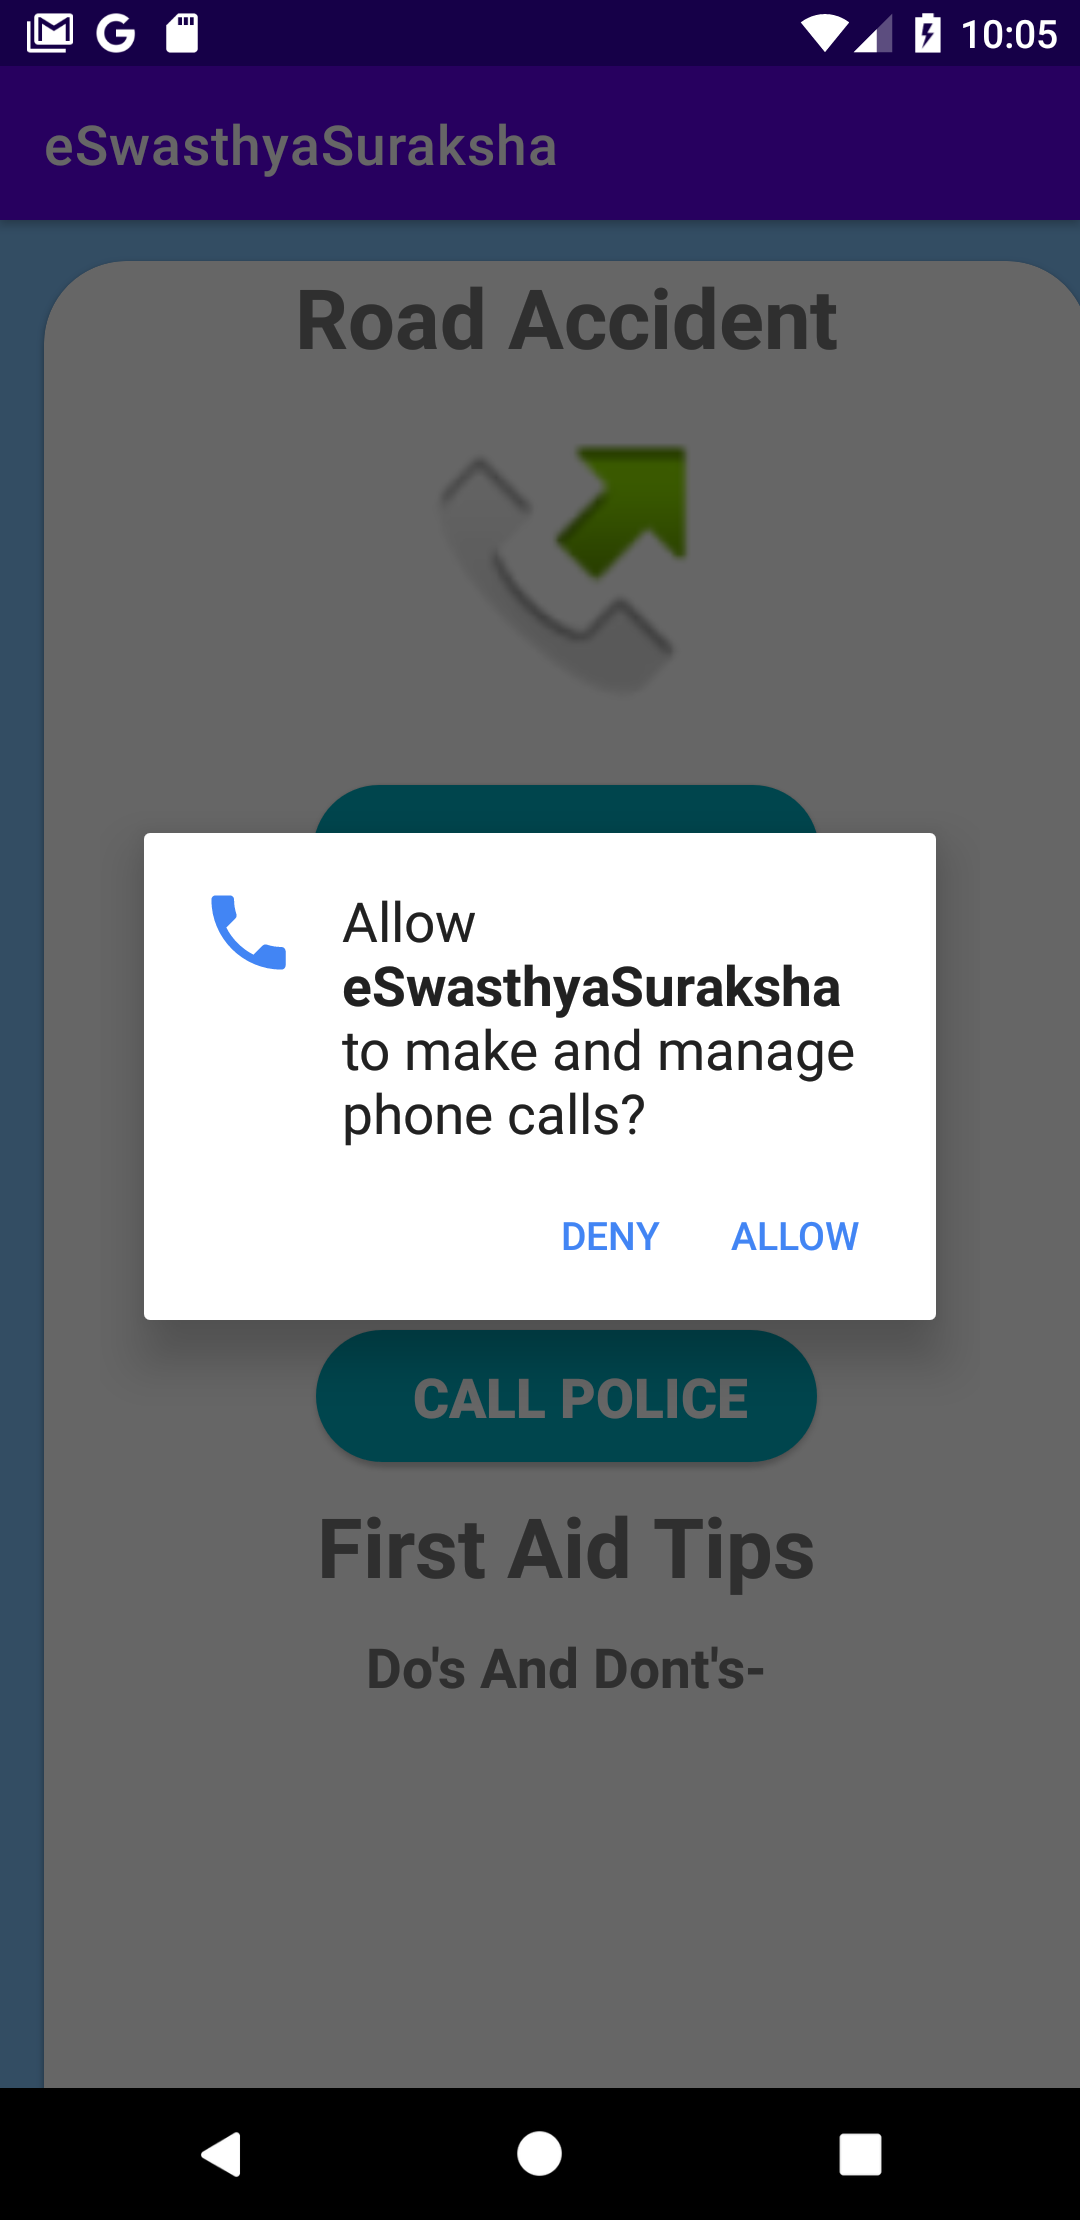 10:05
eSwasthyaSuraksha
Road Accident
Allow
eSwasthyaSuraksha
to make and manage
phone calls?
DENY ALLOW
CALL POLICE
First Aid Tips
Do's And Dont's-